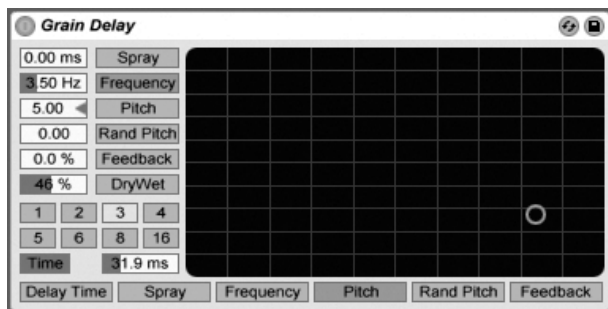 Grain Delay
0.00 ms Spray
3.50 Hz Frequency
5.00 Pitch
0.00 Rand Pitch
0.0 % Feedback
46 % DryWet
1 2 3 4
5 6 8 16
Time 31.9 ms
Delay Time Spray Frequency Pitch Rand Pitch Feedback